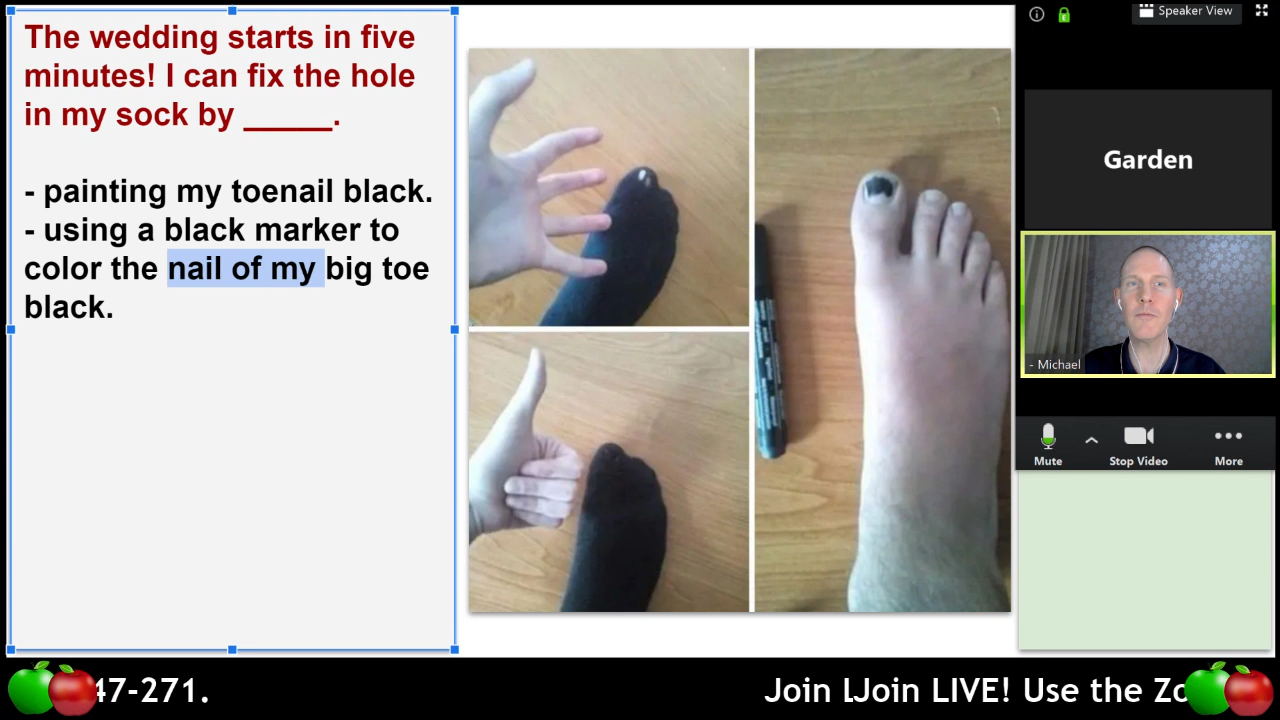 The wedding starts in five
minutes! I can fix the hole
in my sock by _____.
- painting my toenail black.
- using a black marker to
color the nail of my big toe
black.
Speaker View
Garden
- Michael
Mute
Stop Video
More
47-271.
Join LIVE! Use the